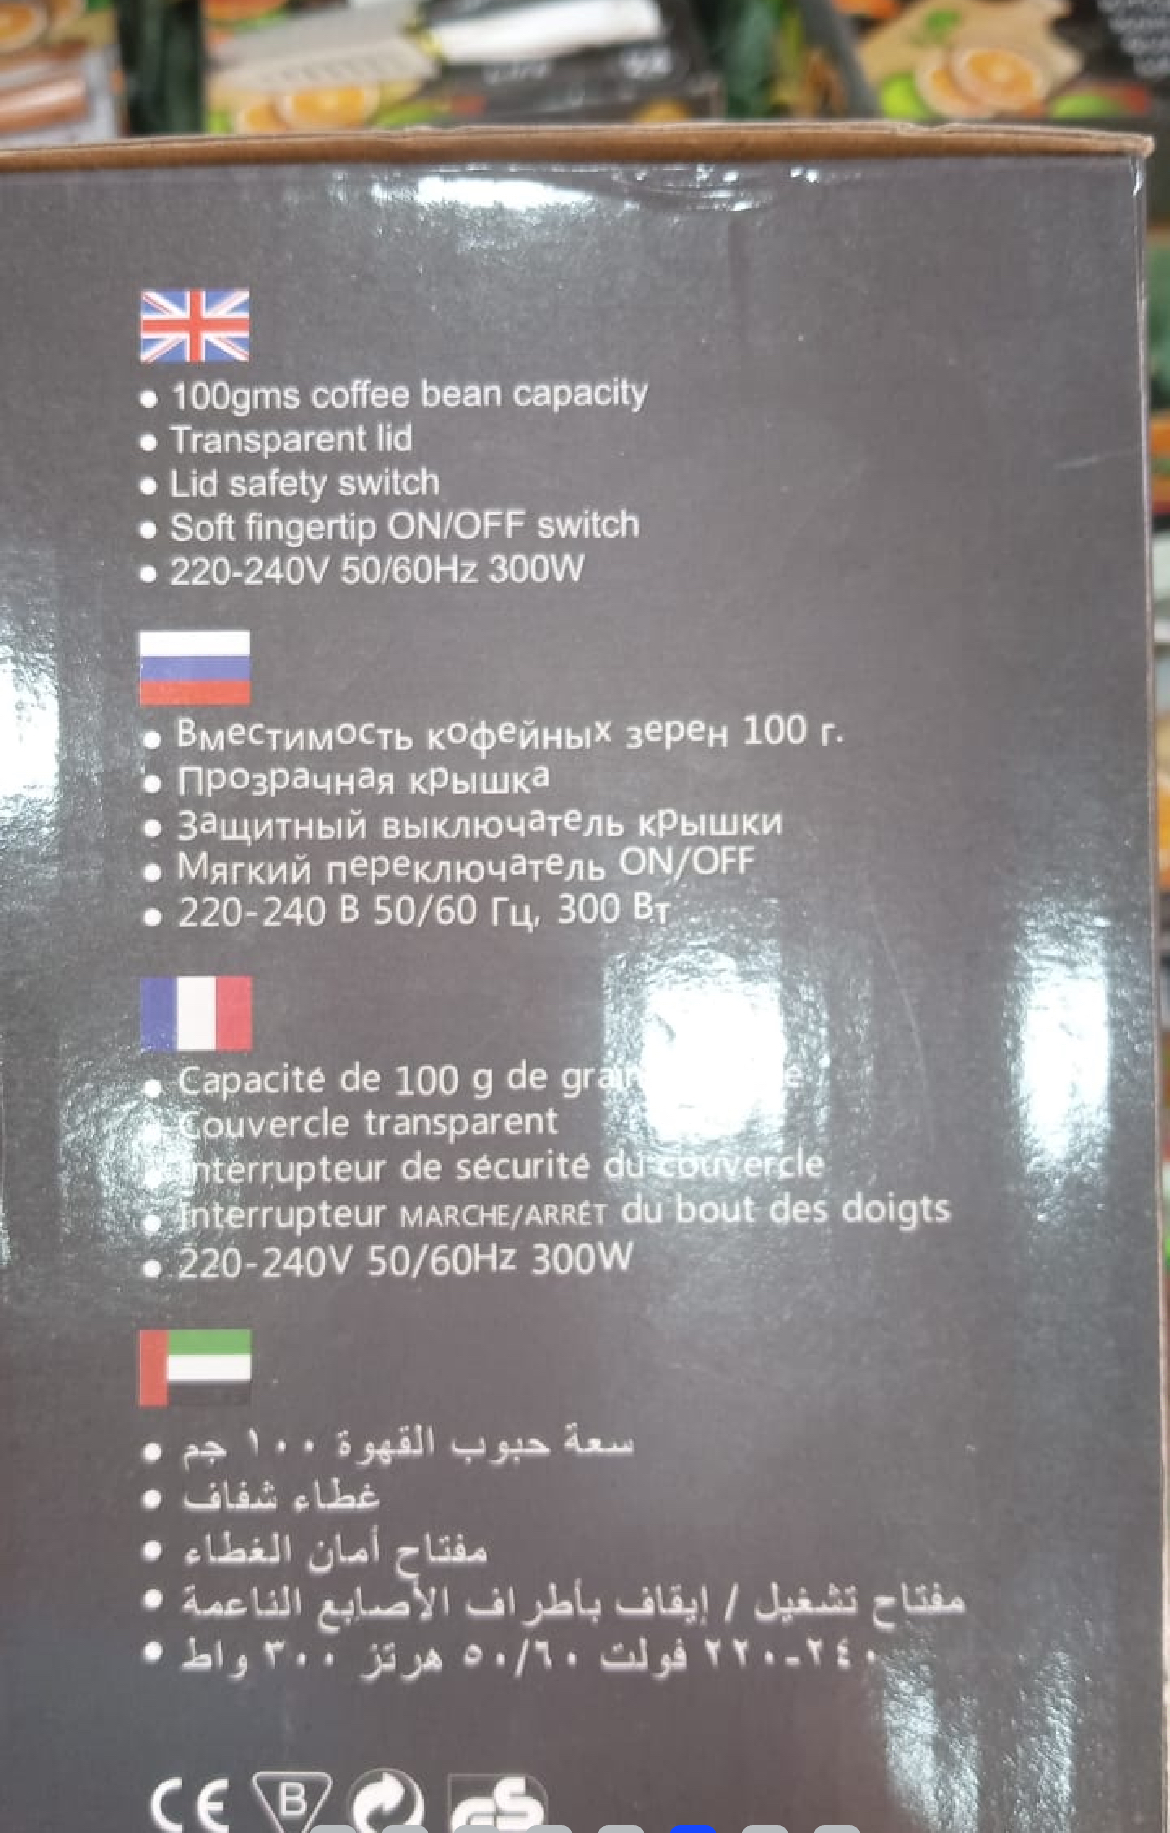 • 100gms coffee bean capacity
• Transparent lid
• Lid safety switch
• Soft fingertip ON/OFF switch
• 220-240V 50/60Hz 300W
• Вместимость кофейных зерен 100 г.
• Прозрачная крышка
• Защитный выключатель крышки
• Мягкий переключатель ON/OFF
• 220-240 В 50/60 Гц, 300 Вт
• Capacité de 100 g de
Couvercle transparent
Interrupteur de sécurité du couvercle
• Interrupteur MARCHE/ARRÊT du bout des doigts
• 220-240V 50/60Hz 300W
• سعة حبوب القهوة ١٠٠ جم
• غطاء شفاف
• مفتاح أمان الغطاء
• مفتاح تشغيل / إيقاف بأطراف الأصابع الناعمة
• ٢٢٠-٢٤٠ فولت ٥٠/٦٠ هرتز ٣٠٠ واط
CE B GS